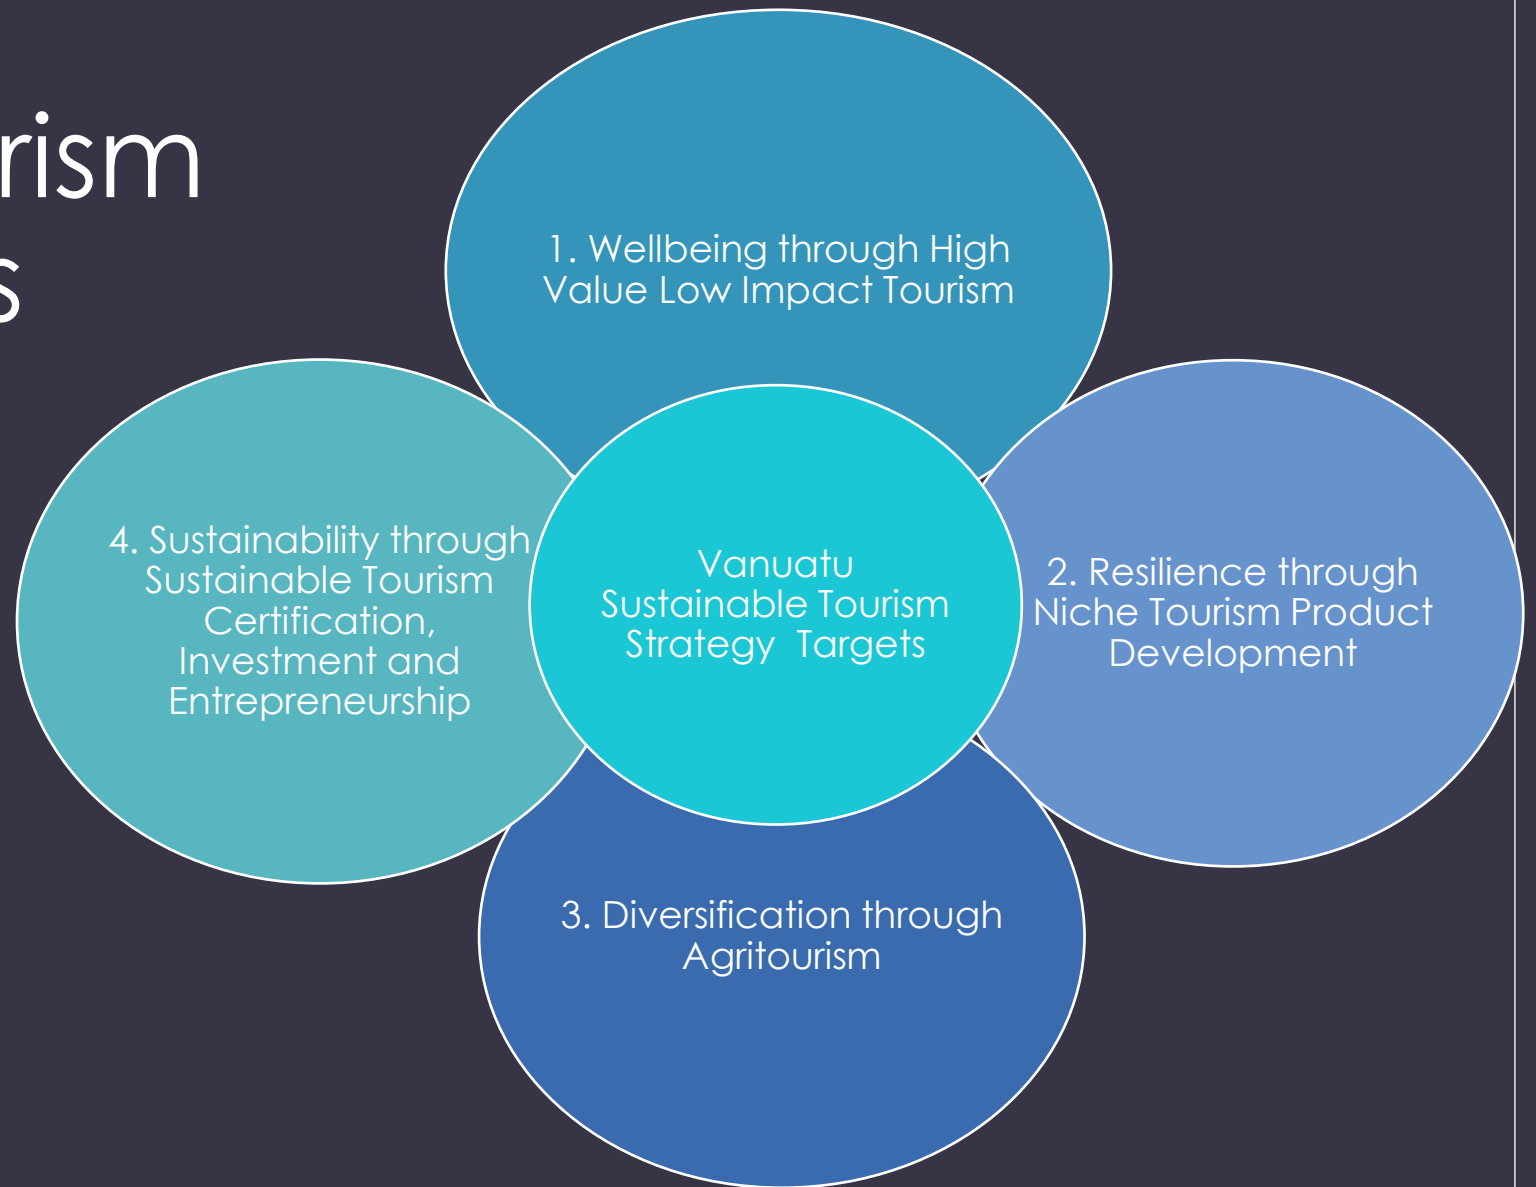 rism
s
1. Wellbeing through High
Value Low Impact Tourism
4. Sustainability through
Sustainable Tourism
Certification,
Investment and
Entrepreneurship
Vanuatu
Sustainable Tourism
Strategy  Targets
2. Resilience through
Niche Tourism Product
Development
3. Diversification through
Agritourism